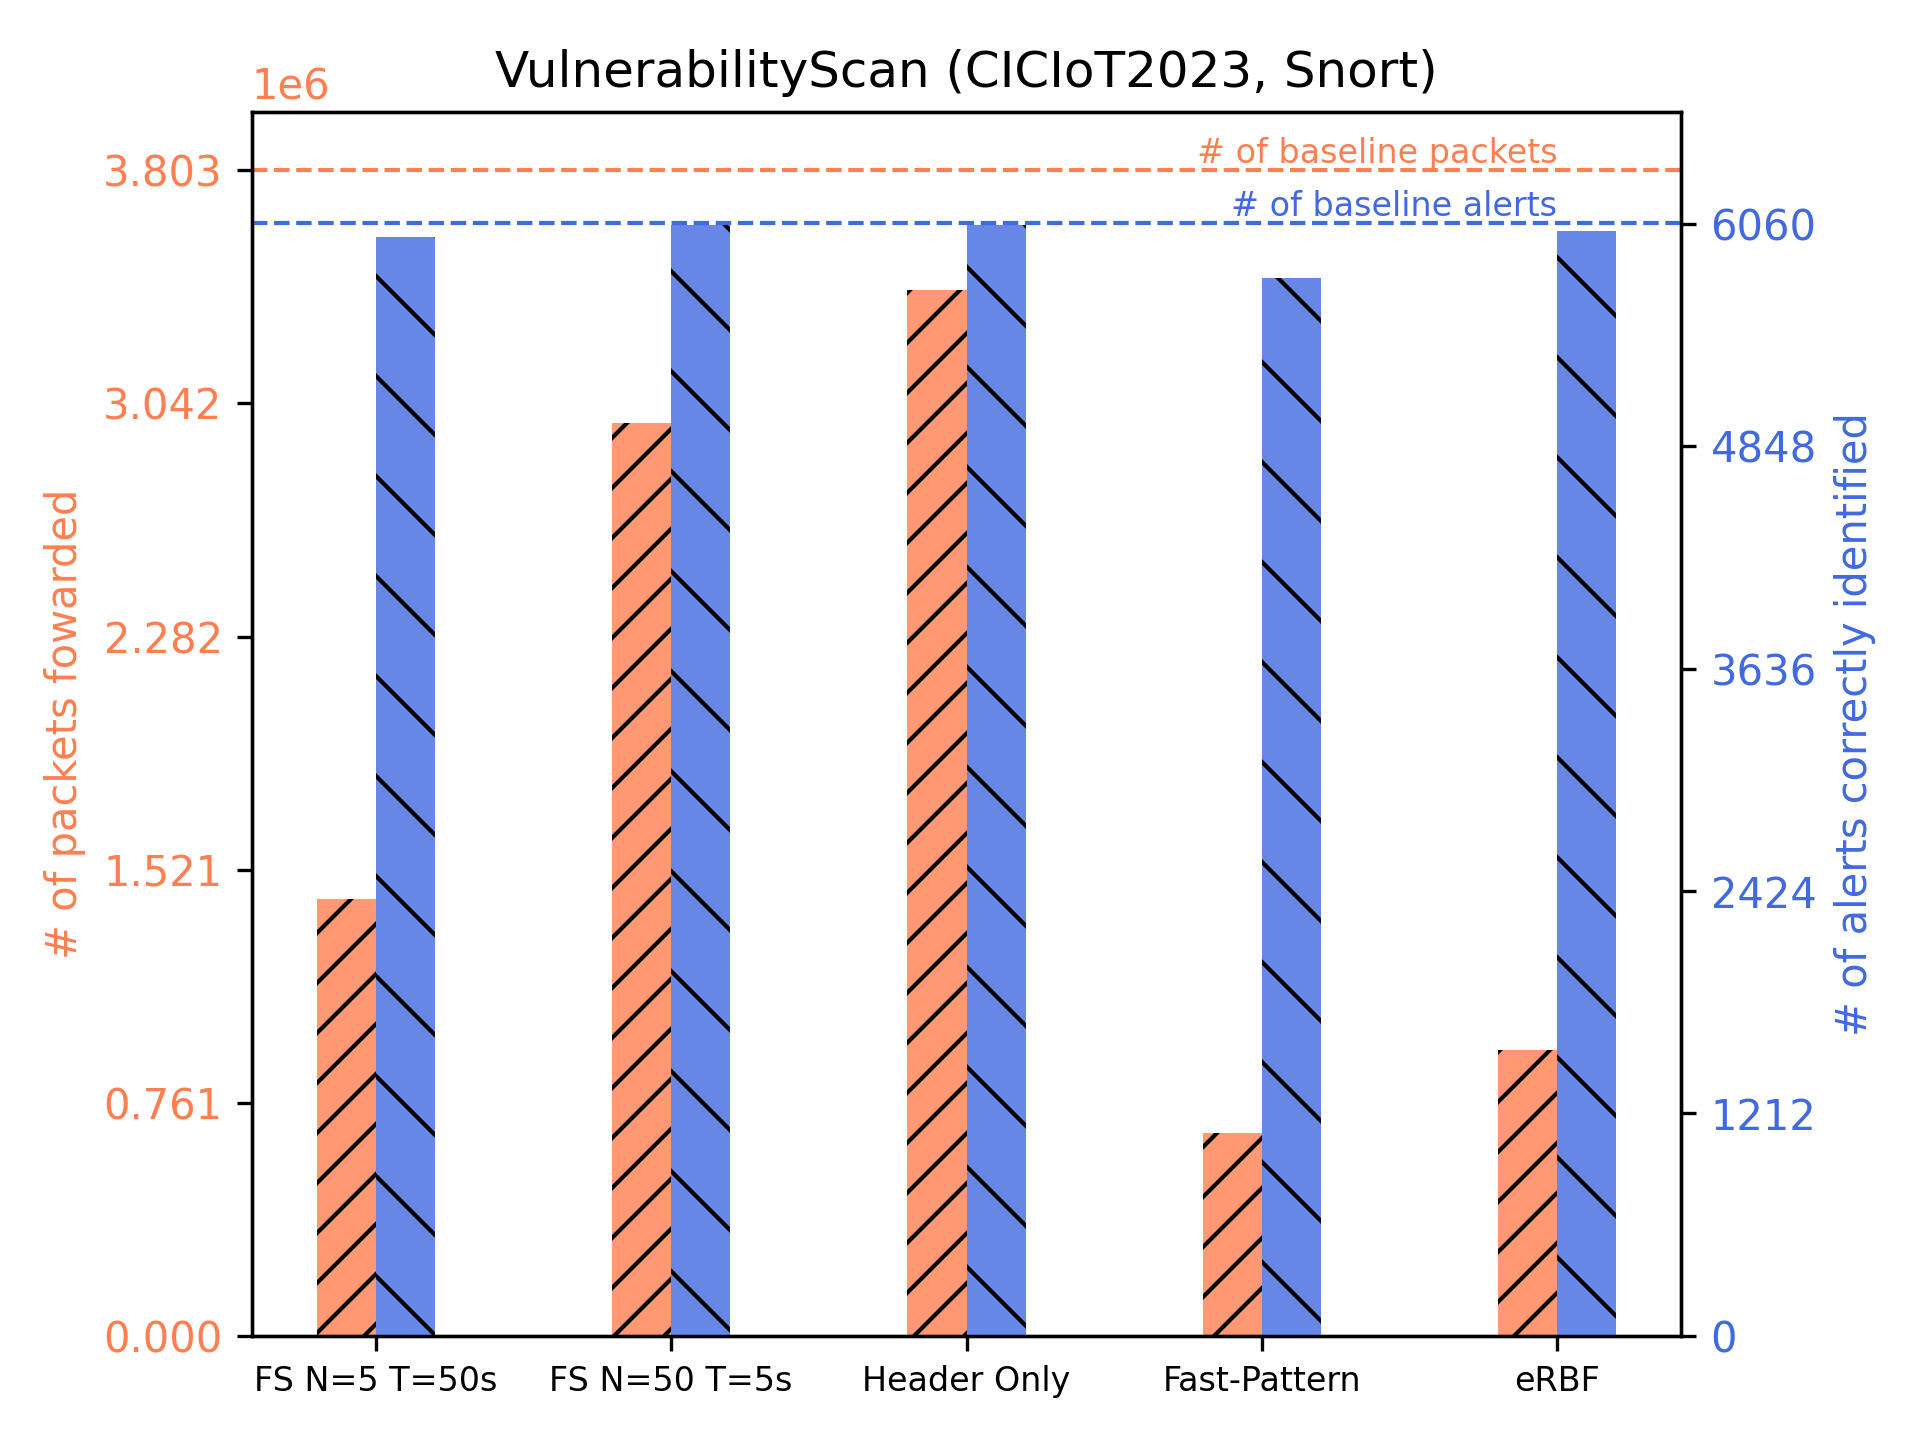 VulnerabilityScan (CICIoT2023, Snort)
1e6
# of baseline packets
# of baseline alerts
3.803
3.042
2.282
1.521
0.761
0.000
# of packets fowarded
6060
4848
3636
2424
1212
0
# of alerts correctly identified
FS N=5 T=50s
FS N=50 T=5s
Header Only
Fast-Pattern
eRBF